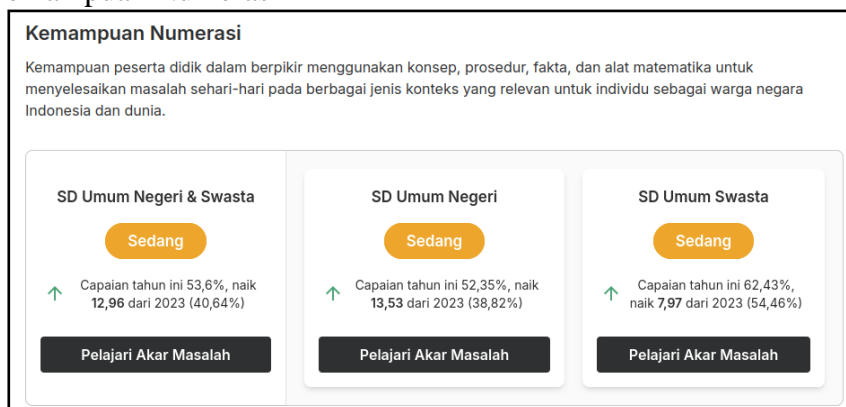 Kemampuan Numerasi
Kemampuan peserta didik dalam berpikir menggunakan konsep, prosedur, fakta, dan alat matematika untuk
menyelesaikan masalah sehari-hari pada berbagai jenis konteks yang relevan untuk individu sebagai warga negara
Indonesia dan dunia.
SD Umum Negeri & Swasta
Sedang
Capaian tahun ini 53,6%, naik
12,96 dari 2023 (40,64%)
Pelajari Akar Masalah
SD Umum Negeri
Sedang
Capaian tahun ini 52,35%, naik
13,53 dari 2023 (38,82%)
Pelajari Akar Masalah
SD Umum Swasta
Sedang
Capaian tahun ini 62,43%,
naik 7,97 dari 2023 (54,46%)
Pelajari Akar Masalah